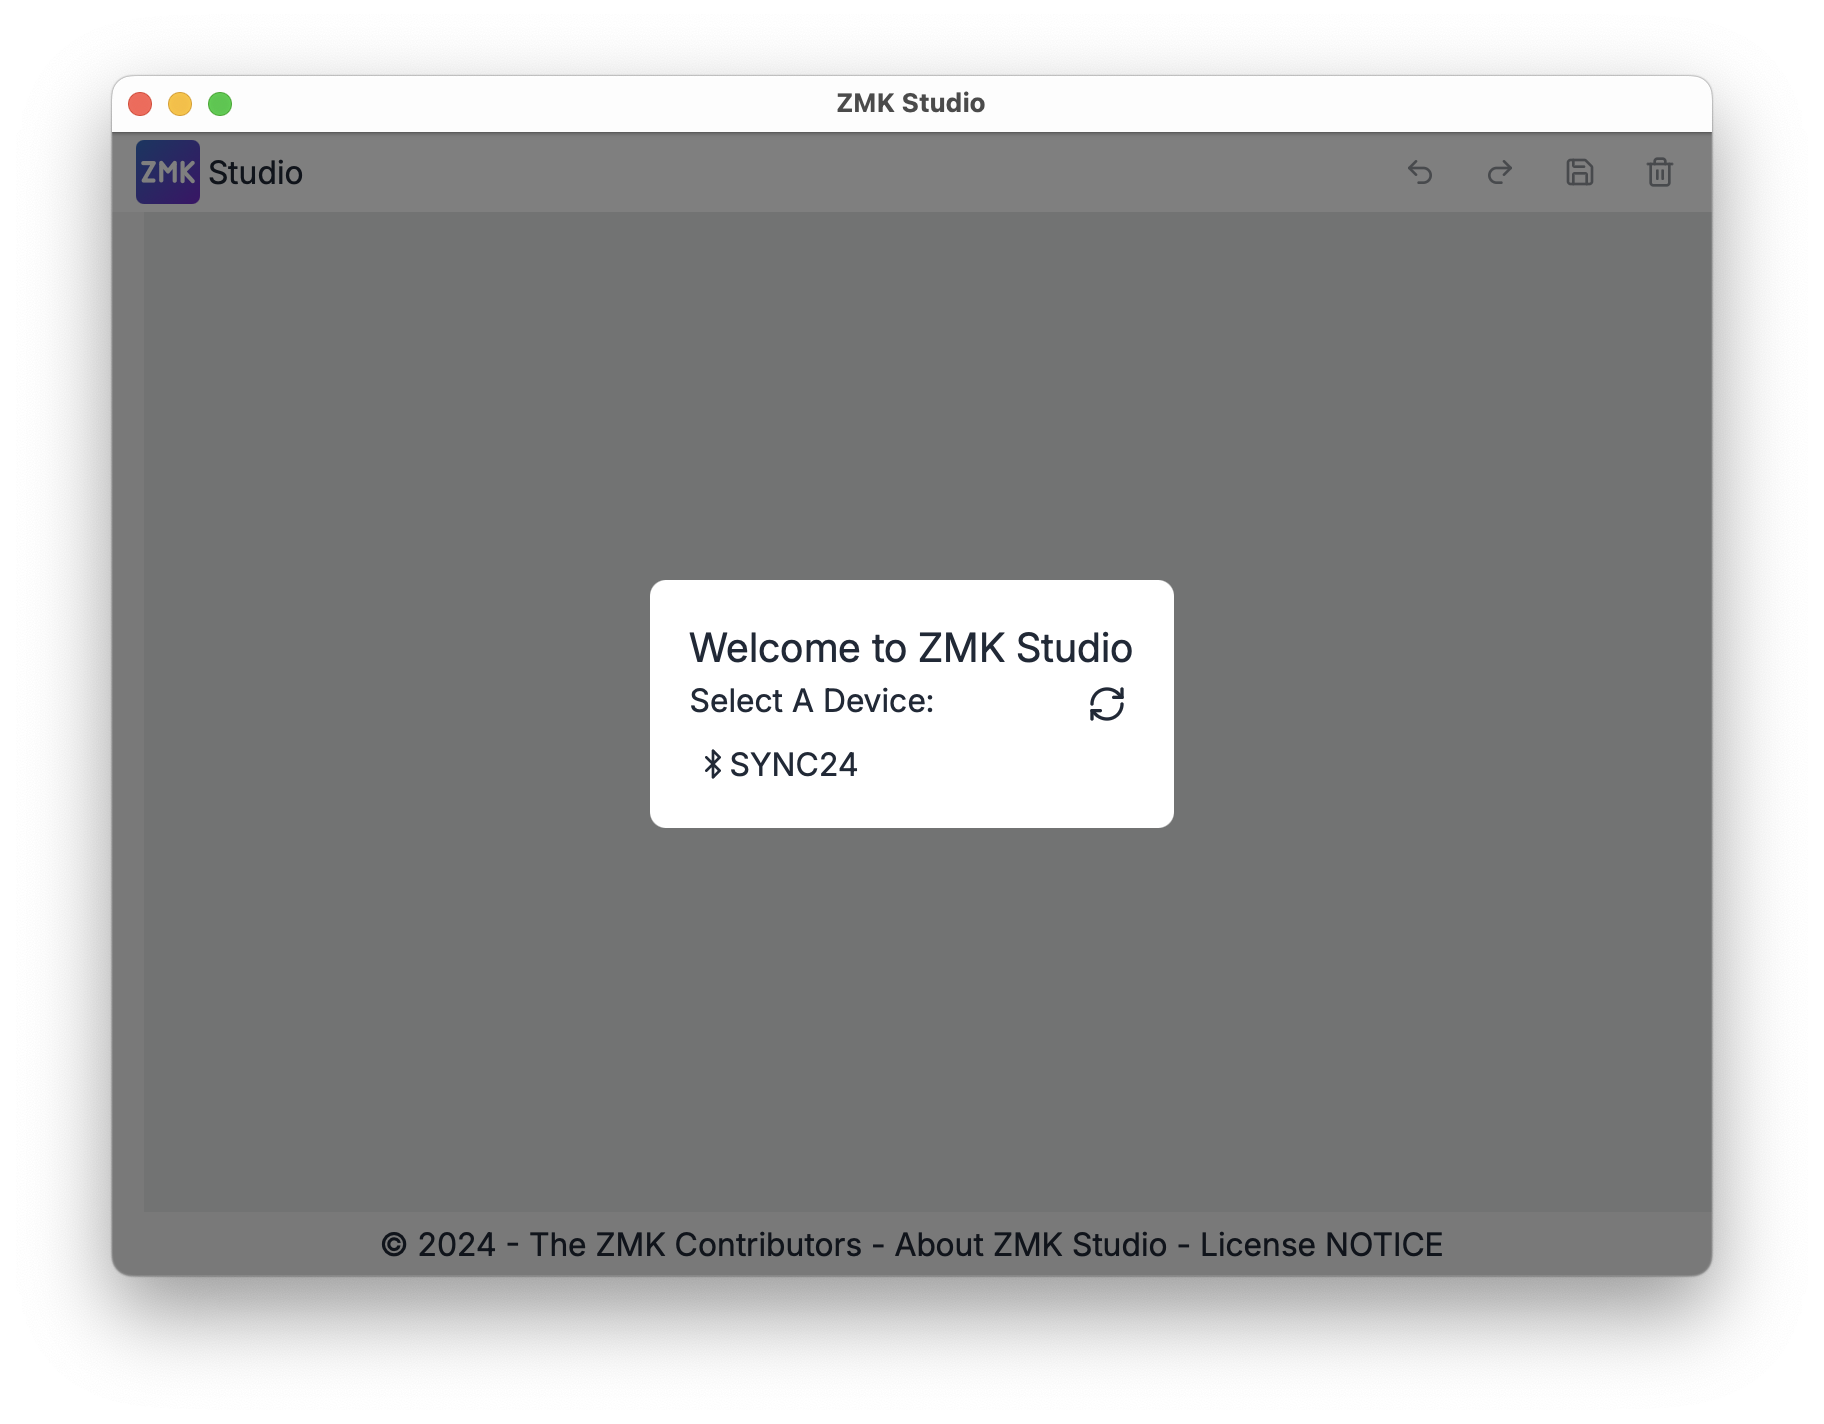 ZMK Studio
ZMK Studio
Welcome to ZMK Studio
Select A Device:
SYNC24
© 2024 - The ZMK Contributors - About ZMK Studio - License NOTICE